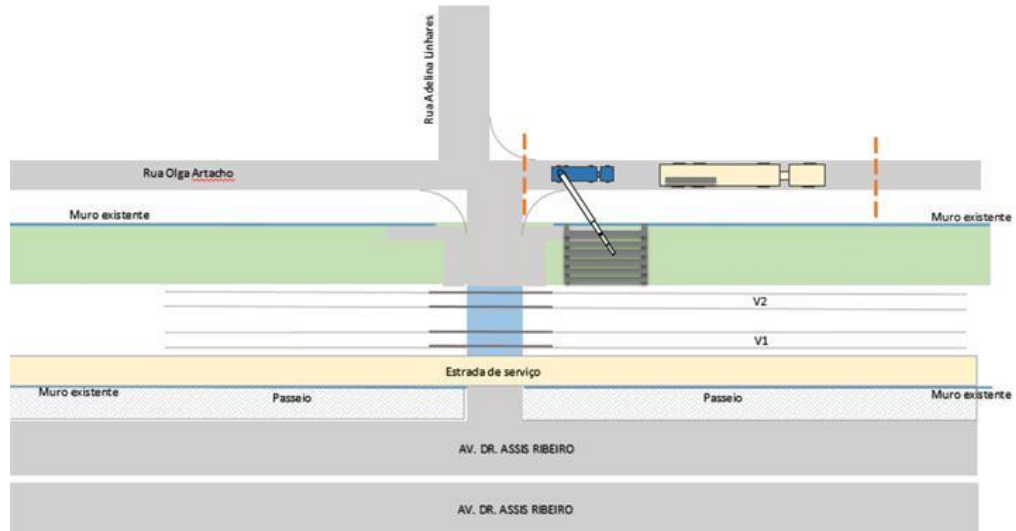 Rua Adelina Linhares
Rua Olga Artacho
Muro existente
Muro existente
V2
V1
Estrada de serviço
Muro existente
Passeio
Passeio
Muro existente
AV. DR. ASSIS RIBEIRO
AV. DR. ASSIS RIBEIRO